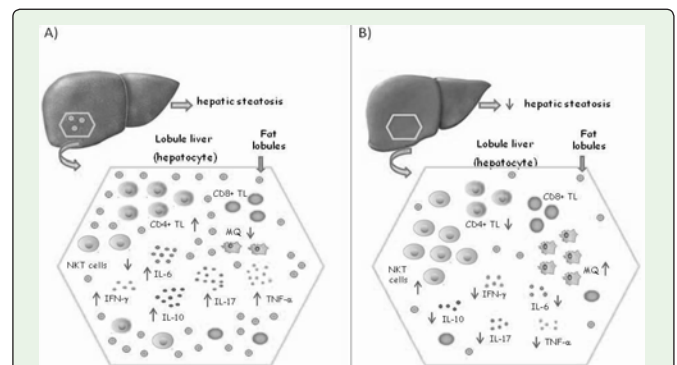 A)
hepatic steatosis
Lobule liver
(hepatocyte)
Fat
lobules
CD8+ TL
CD4+ TL
MQ
NKT cells
IL-6
IFN-γ
IL-17
TNF-α
IL-10
B)
hepatic steatosis
Lobule liver
(hepatocyte)
Fat
lobules
CD8+ TL
CD4+ TL
NKT
cells
MQ
IFN-γ
IL-6
IL-10
IL-17
TNF-α